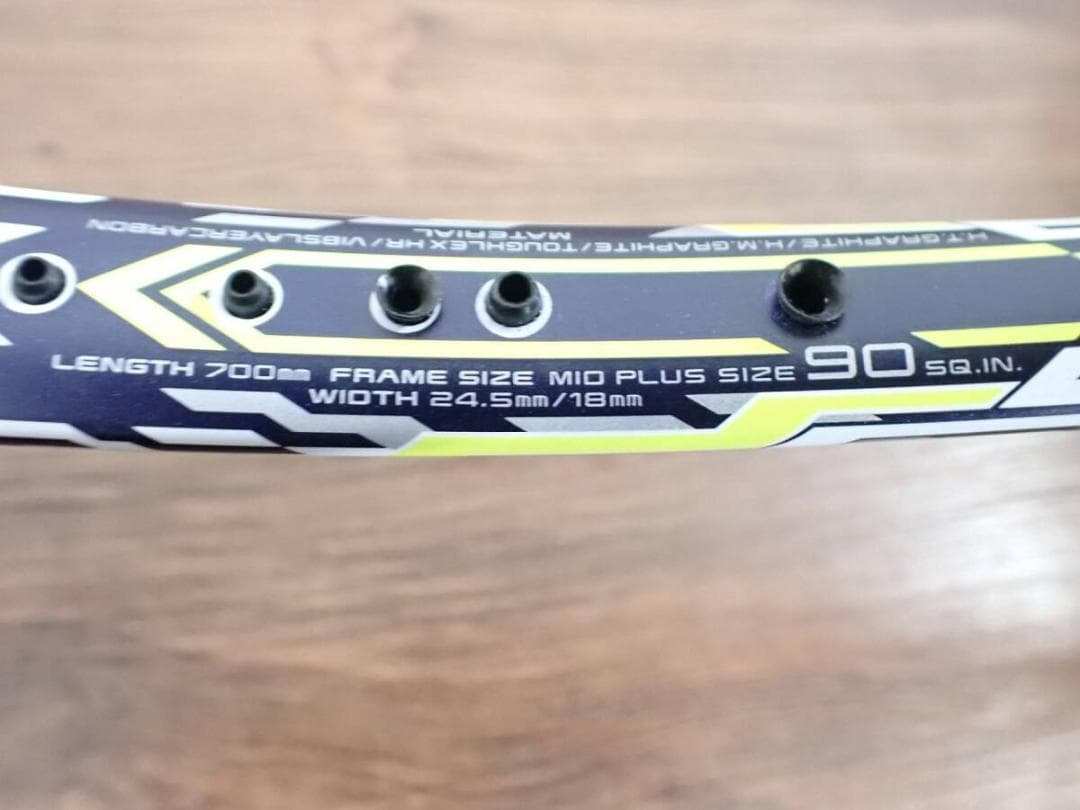 MATERIAL
H.T.GRAPHITE/H.M.GRAPHITE/TOUGHLEX HR/VIBSLAYERCARBON
LENGTH 700mm FRAME SIZE MID PLUS SIZE 90 SQ.IN.
WIDTH 24.5mm/18mm